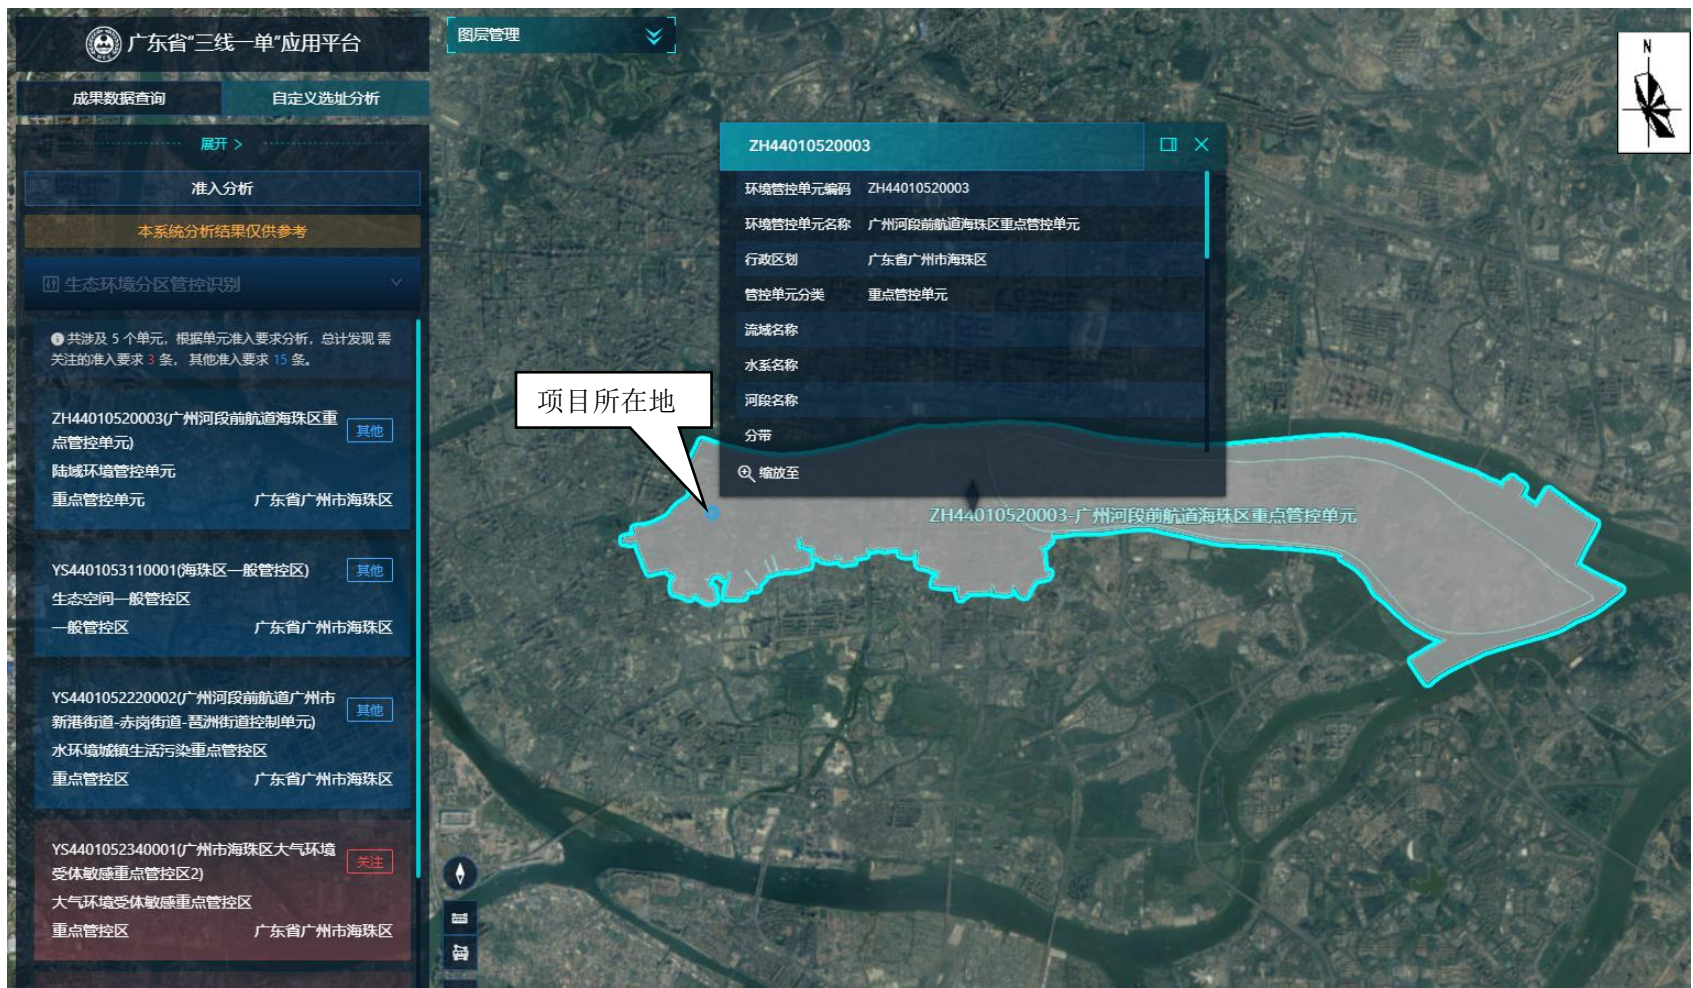 广东省“三线一单”应用平台
成果数据查询
自定义选址分析
展开 >
准入分析
本系统分析结果仅供参考
生态环境分区管控识别
共涉及 5 个单元，根据单元准入要求分析，总计发现 需
关注的准入要求 3 条， 其他准入要求 15 条。
ZH44010520003(广州河段前航道海珠区重
点管控单元)
其他
陆域环境管控单元
重点管控单元 广东省广州市海珠区
YS4401053110001(海珠区一般管控区)
其他
生态空间一般管控区
一般管控区 广东省广州市海珠区
YS4401052220002(广州河段前航道广州市
新港街道-赤岗街道-琶洲街道控制单元)
其他
水环境城镇生活污染重点管控区
重点管控区 广东省广州市海珠区
YS4401052340001(广州市海珠区大气环境
受体敏感重点管控区2)
关注
大气环境受体敏感重点管控区
重点管控区 广东省广州市海珠区
图层管理
N
ZH44010520003
环境管控单元编码 ZH44010520003
环境管控单元名称 广州河段前航道海珠区重点管控单元
行政区划 广东省广州市海珠区
管控单元分类 重点管控单元
流域名称
水系名称
河段名称
分带
缩放至
项目所在地
ZH44010520003-广州河段前航道海珠区重点管控单元